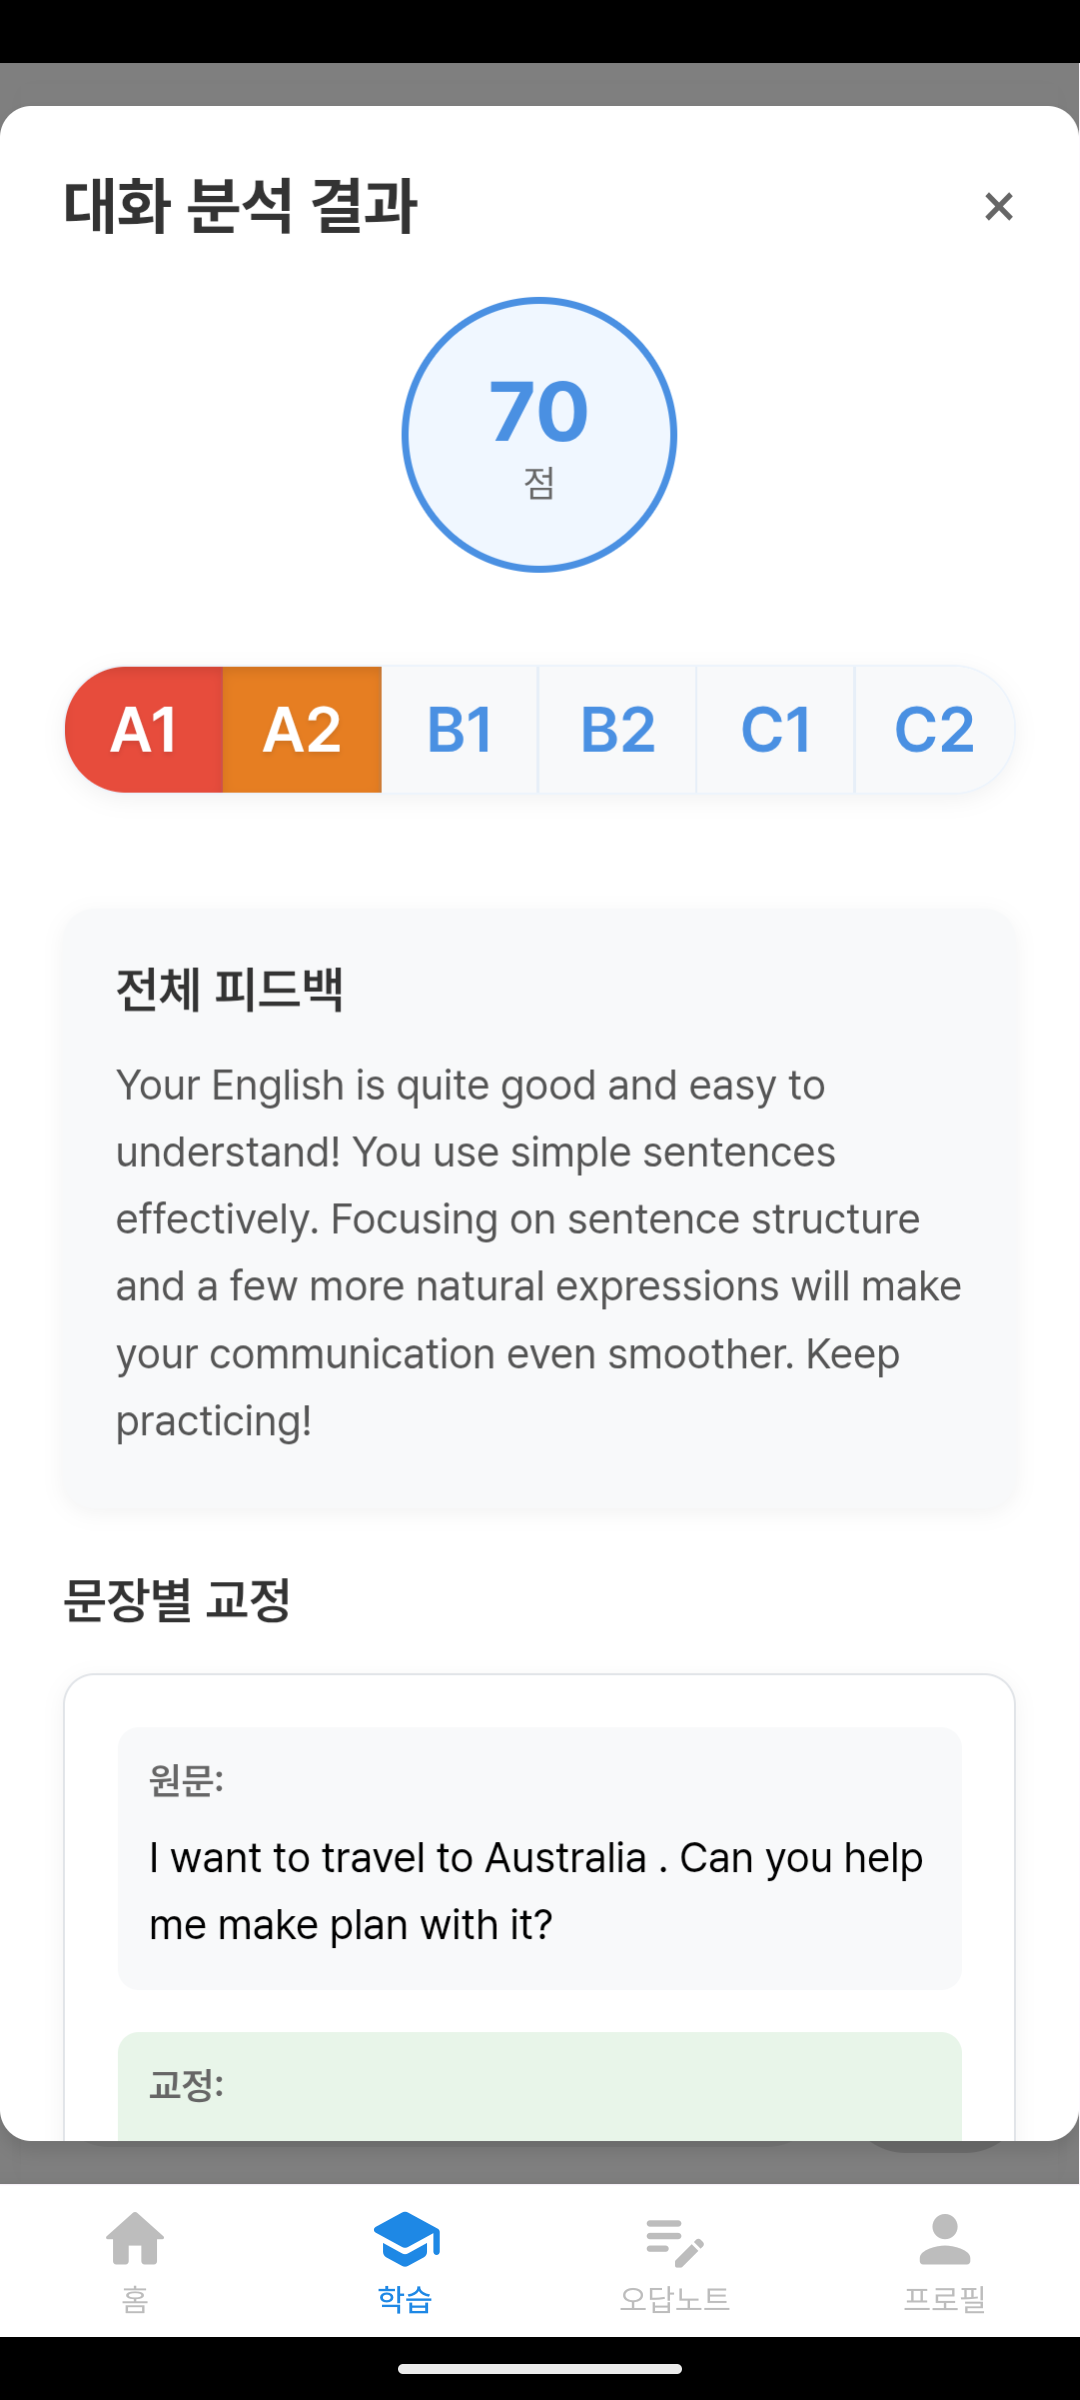 대화 분석 결과
×
70
점
A1 A2 B1 B2 C1 C2
전체 피드백
Your English is quite good and easy to
understand! You use simple sentences
effectively. Focusing on sentence structure
and a few more natural expressions will make
your communication even smoother. Keep
practicing!
문장별 교정
원문:
I want to travel to Australia . Can you help
me make plan with it?
교정:
홈 학습 오답노트 프로필